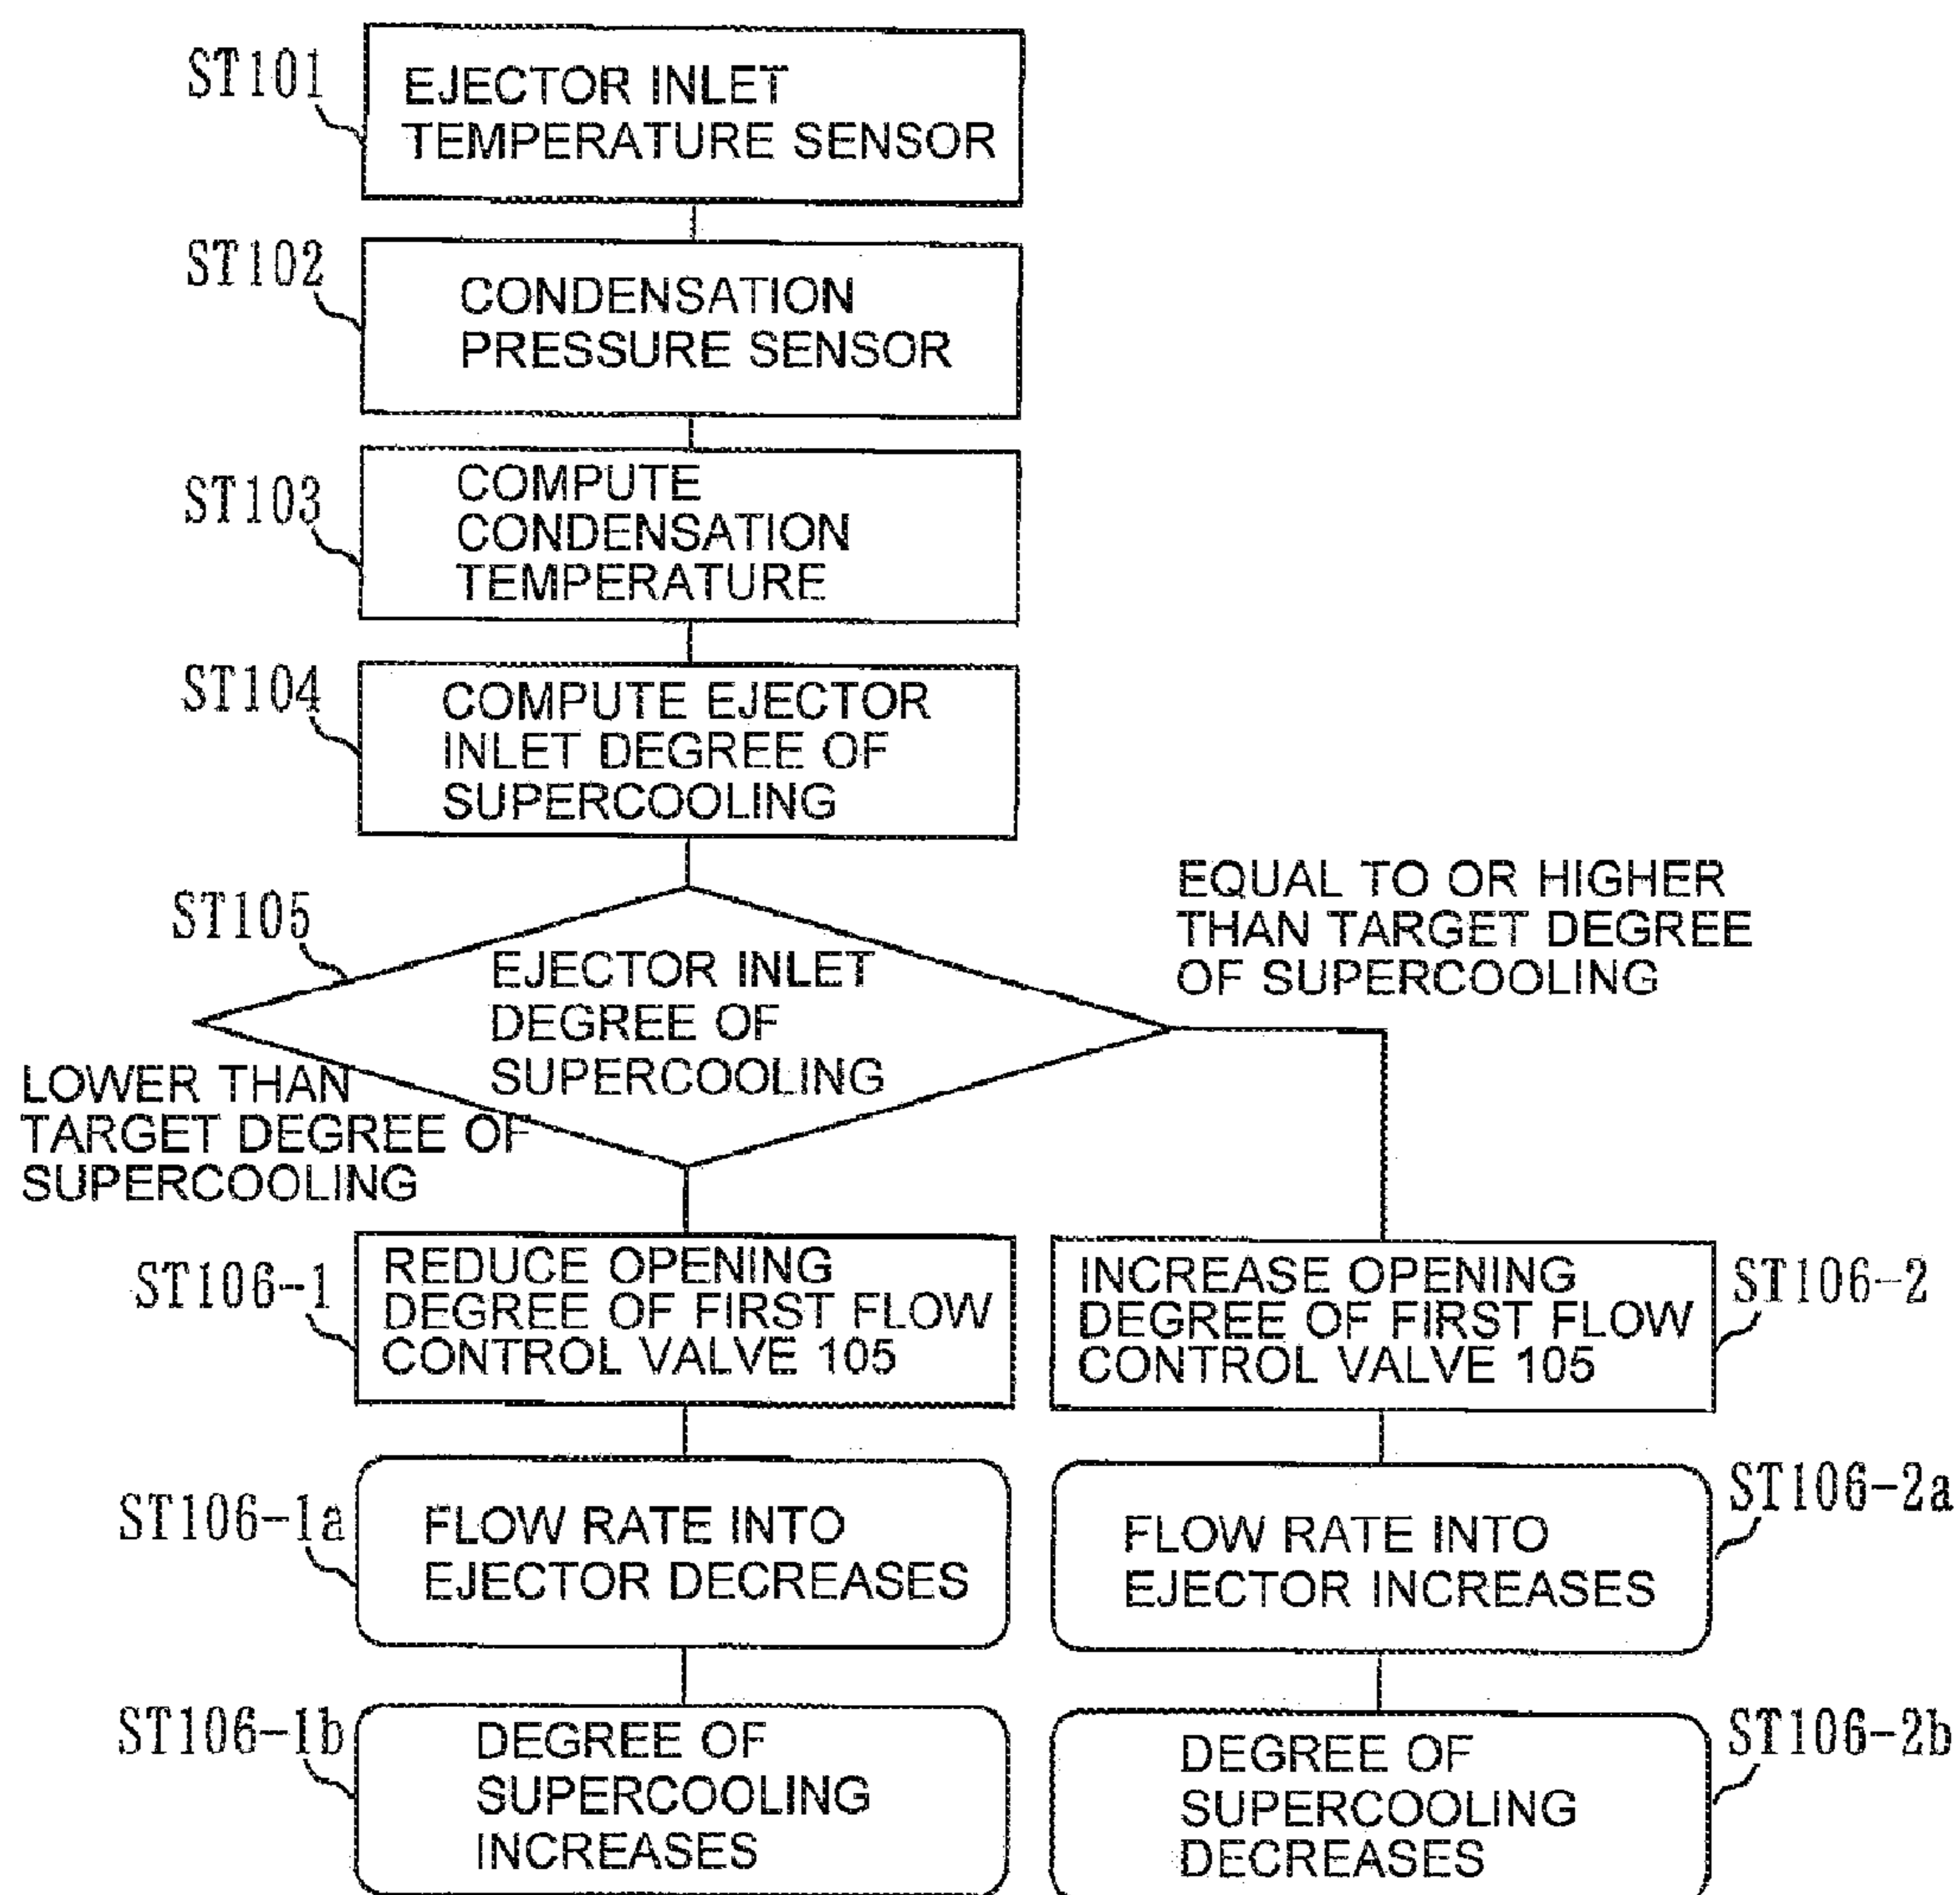 ST101
EJECTOR INLET
TEMPERATURE SENSOR
ST102
CONDENSATION
PRESSURE SENSOR
ST103
COMPUTE
CONDENSATION
TEMPERATURE
ST104
COMPUTE EJECTOR
INLET DEGREE OF
SUPERCOOLING
ST105
EJECTOR INLET
DEGREE OF
SUPERCOOLING
EQUAL TO OR HIGHER
THAN TARGET DEGREE
OF SUPERCOOLING
LOWER THAN
TARGET DEGREE OF
SUPERCOOLING
ST106-1
REDUCE OPENING
DEGREE OF FIRST FLOW
CONTROL VALVE 105
INCREASE OPENING
DEGREE OF FIRST FLOW
CONTROL VALVE 105
ST106-2
ST106-1a
FLOW RATE INTO
EJECTOR DECREASES
FLOW RATE INTO
EJECTOR INCREASES
ST106-2a
ST106-1b
DEGREE OF
SUPERCOOLING
INCREASES
DEGREE OF
SUPERCOOLING
DECREASES
ST106-2b